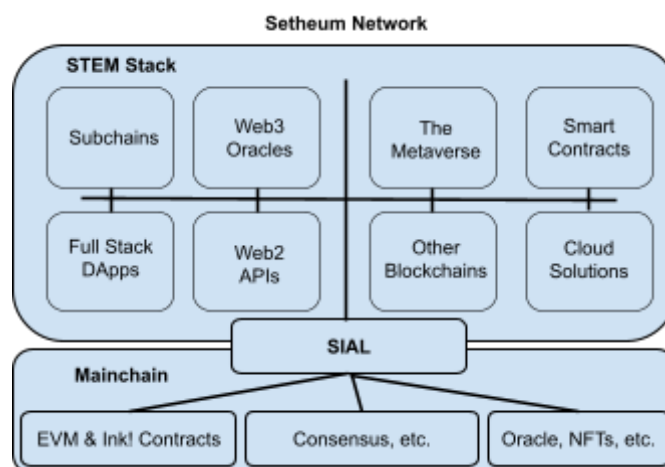 Setheum Network
STEM Stack
Subchains
Web3
Oracles
The
Metaverse
Smart
Contracts
Full Stack
DApps
Web2
APIs
Other
Blockchains
Cloud
Solutions
SIAL
Mainchain
EVM & Ink! Contracts
Consensus, etc.
Oracle, NFTs, etc.